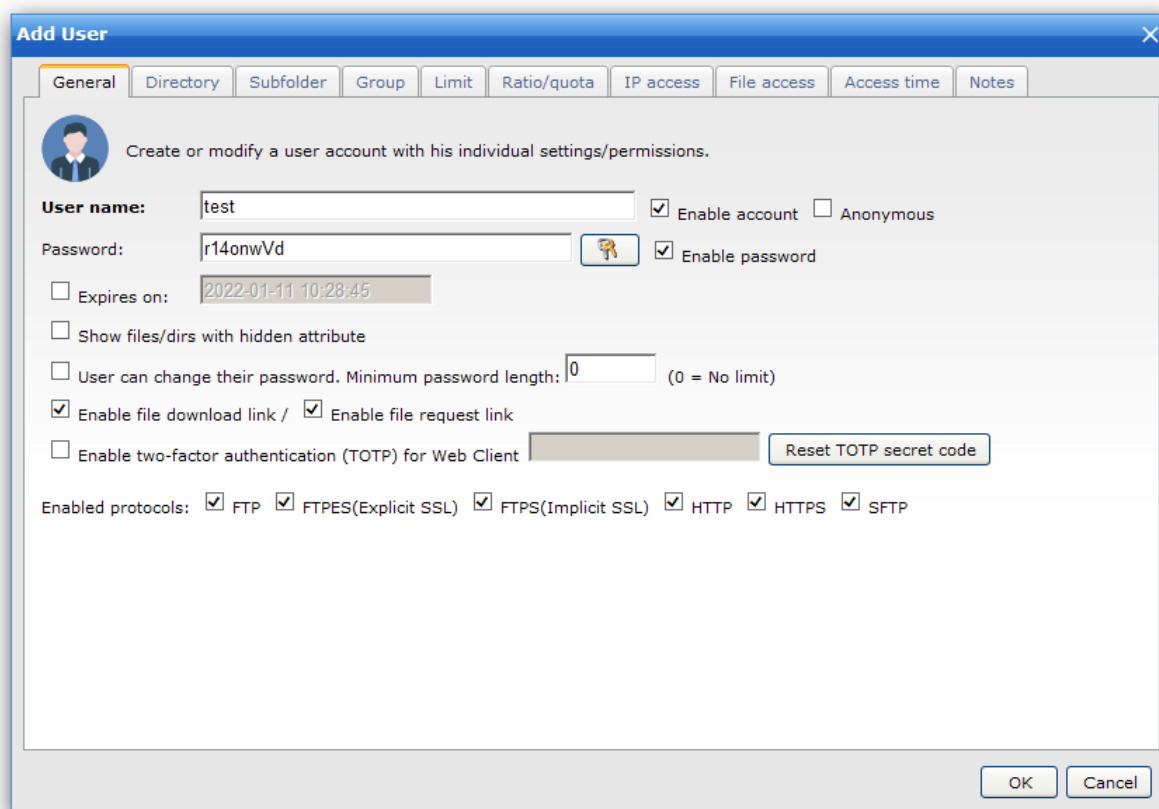 Add User
General Directory Subfolder Group Limit Ratio/quota IP access File access Access time Notes
Create or modify a user account with his individual settings/permissions.
User name: test Enable account Anonymous
Password: r14onwVd Enable password
Expires on: 2022-01-11 10:28:45
Show files/dirs with hidden attribute
User can change their password. Minimum password length: 0 (0 = No limit)
Enable file download link / Enable file request link
Enable two-factor authentication (TOTP) for Web Client Reset TOTP secret code
Enabled protocols: FTP FTPES(Explicit SSL) FTPS(Implicit SSL) HTTP HTTPS SFTP
OK Cancel